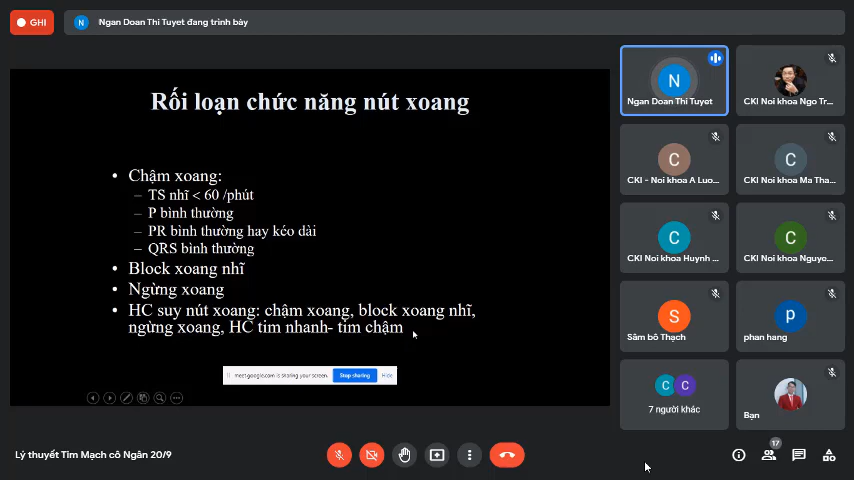 GHI
N
Ngan Doan Thi Tuyet đang trình bày
Rối loạn chức năng nút xoang
• Chậm xoang:
– TS nhĩ < 60 /phút
– P bình thường
– PR bình thường hay kéo dài
– QRS bình thường
• Block xoang nhĩ
• Ngừng xoang
• HC suy nút xoang: chậm xoang, block xoang nhĩ,
ngừng xoang, HC tim nhanh- tim chậm
meet.google.com is sharing your screen.
Stop sharing
Hide
N
Ngan Doan Thi Tuyet
CKI Noi khoa Ngo Tr...
C
CKI - Noi khoa A Luo...
C
CKI Noi khoa Ma Tha...
C
CKI Noi khoa Huynh ...
C
CKI Noi khoa Nguye...
S
Sâm bố Thạch
p
phan hang
C
C
7 người khác
Bạn
Lý thuyết Tim Mạch cô Ngân 20/9
17